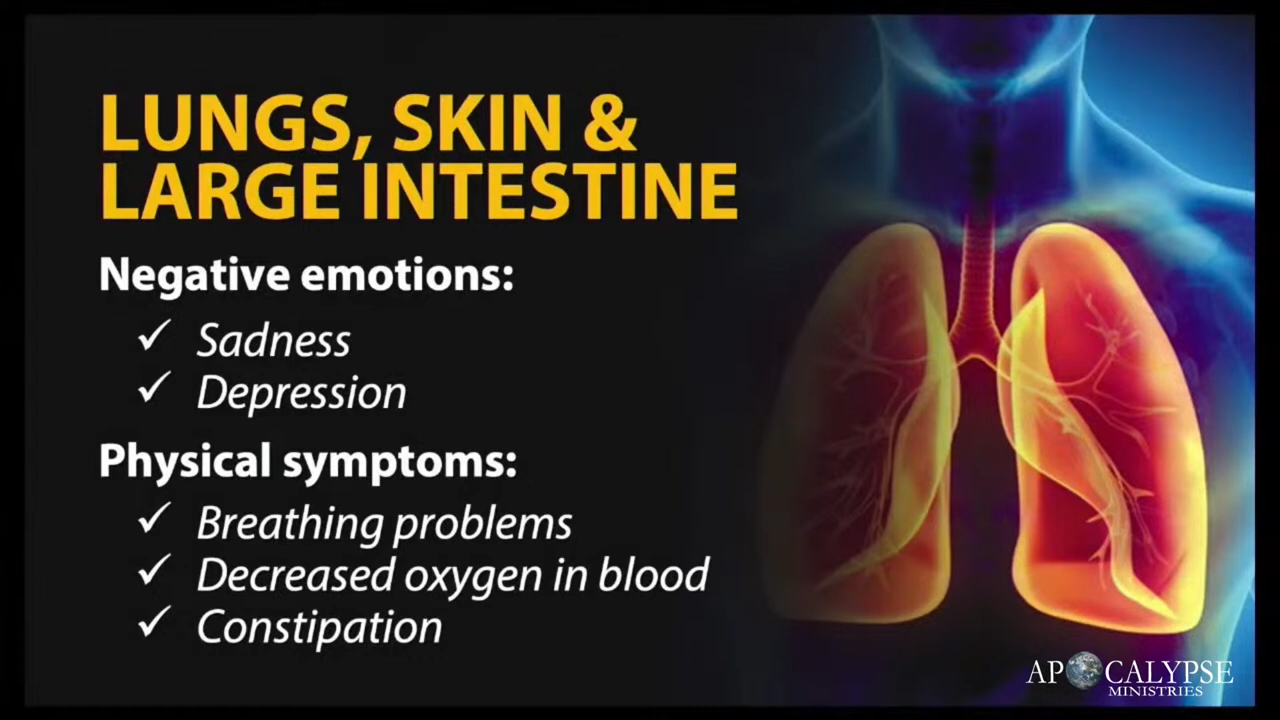 LUNGS, SKIN &
LARGE INTESTINE
Negative emotions:
✓ Sadness
✓ Depression
Physical symptoms:
✓ Breathing problems
✓ Decreased oxygen in blood
✓ Constipation
APOCALYPSE
MINISTRIES